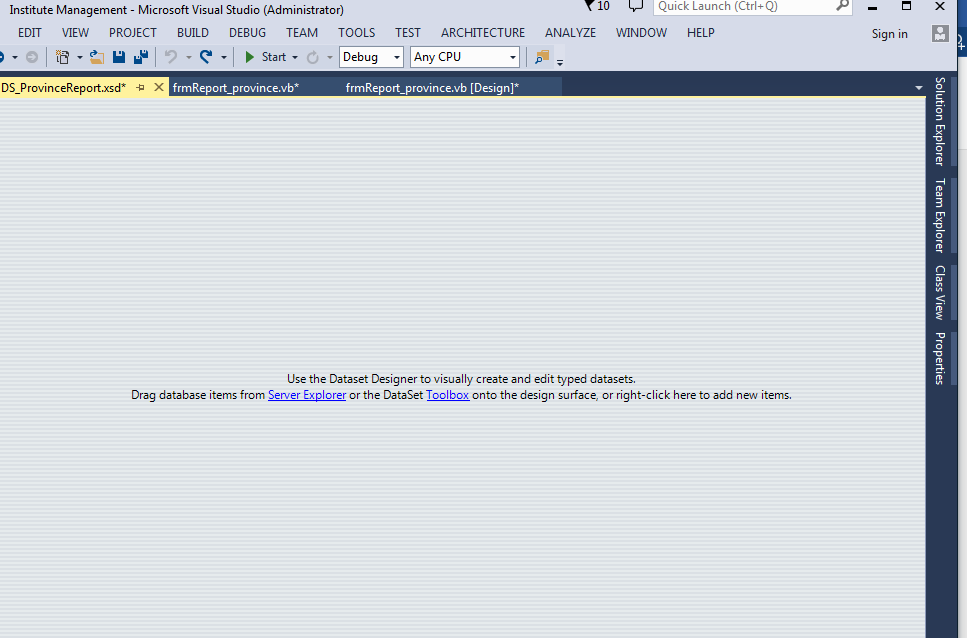 Institute Management - Microsoft Visual Studio (Administrator)
10
Quick Launch (Ctrl+Q)
EDIT VIEW PROJECT BUILD DEBUG TEAM TOOLS TEST ARCHITECTURE ANALYZE WINDOW HELP
Sign in
Start Debug Any CPU
DS_ProvinceReport.xsd* frmReport_province.vb* frmReport_province.vb [Design]*
Solution Explorer
Team Explorer
Class View
Properties
Use the Dataset Designer to visually create and edit typed datasets.
Drag database items from Server Explorer or the DataSet Toolbox onto the design surface, or right-click here to add new items.